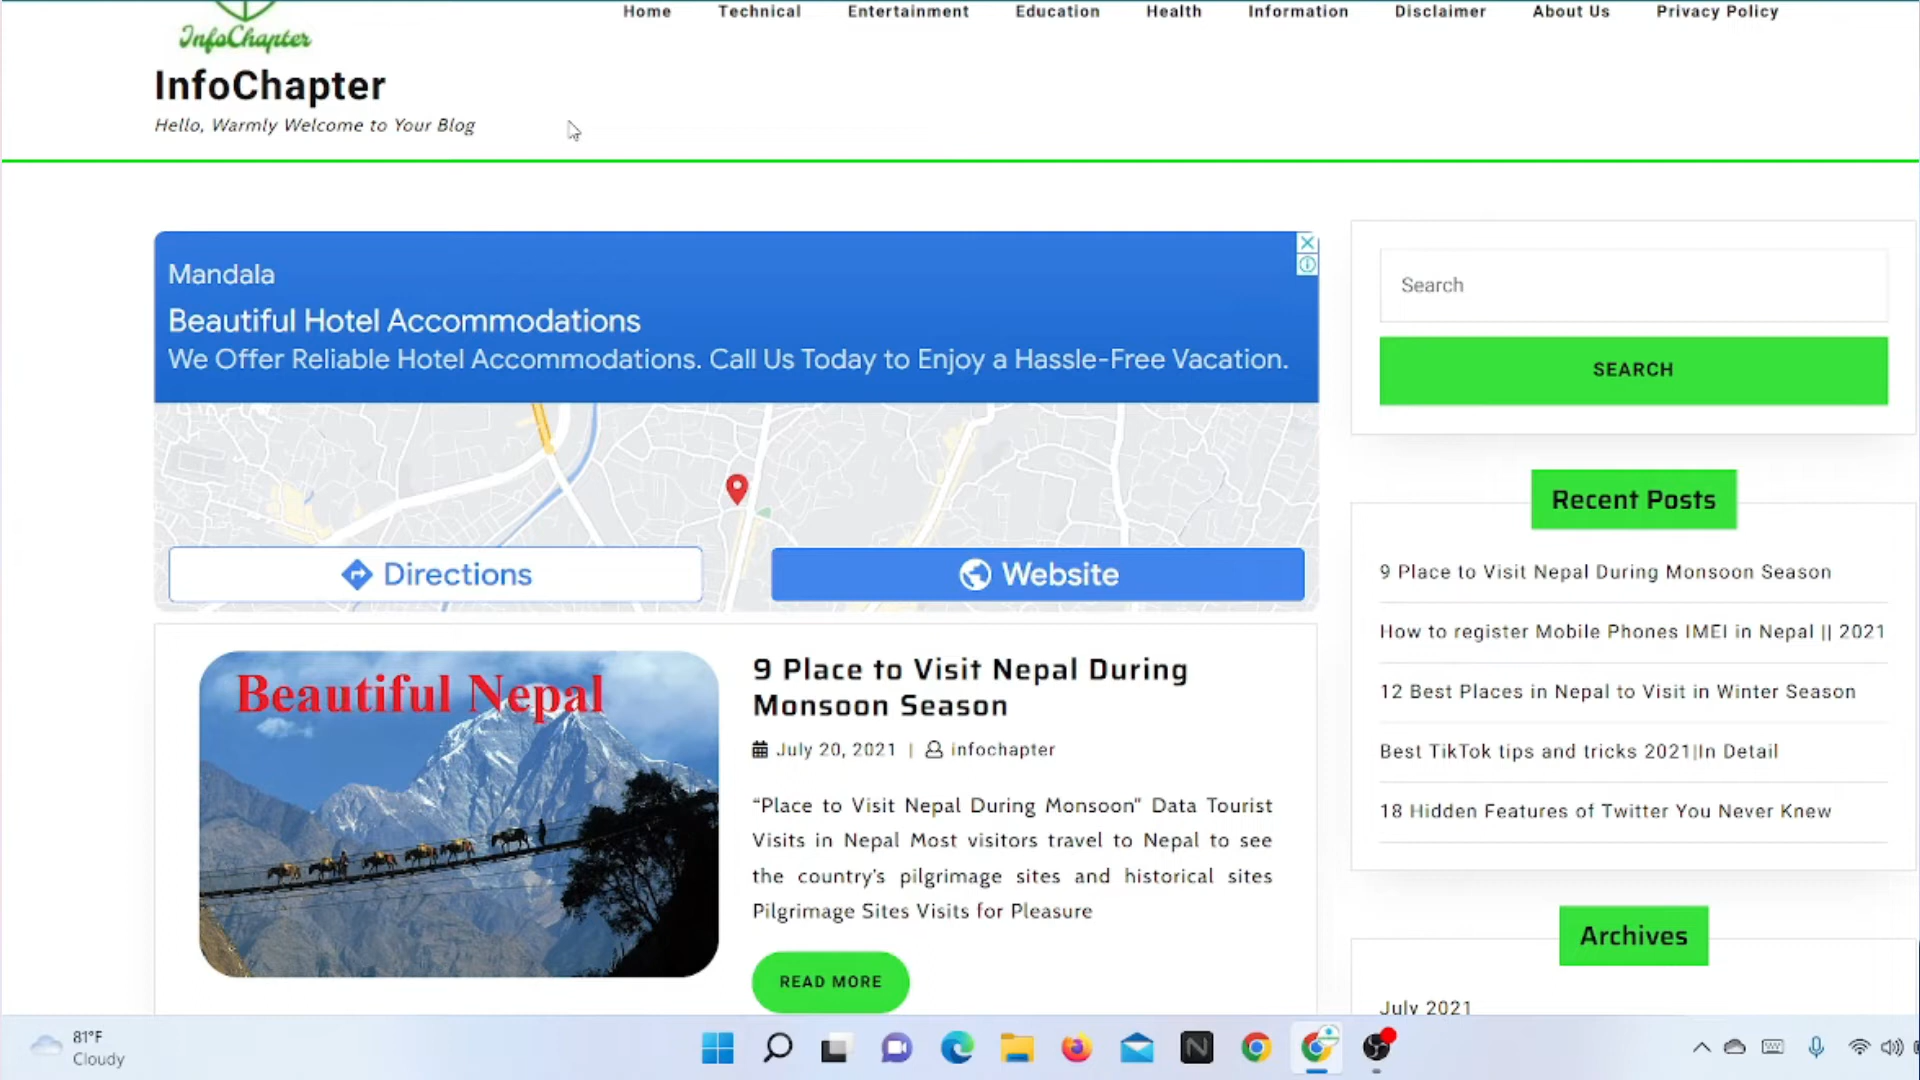 InfoChapter
Home Technical Entertainment Education Health Information Disclaimer About Us Privacy Policy
InfoChapter
Hello, Warmly Welcome to Your Blog
Mandala
Beautiful Hotel Accommodations
We Offer Reliable Hotel Accommodations. Call Us Today to Enjoy a Hassle-Free Vacation.
Directions
Website
Beautiful Nepal
9 Place to Visit Nepal During
Monsoon Season
July 20, 2021 | infochapter
“Place to Visit Nepal During Monsoon” Data Tourist
Visits in Nepal Most visitors travel to Nepal to see
the country's pilgrimage sites and historical sites
Pilgrimage Sites Visits for Pleasure
READ MORE
Search
SEARCH
Recent Posts
9 Place to Visit Nepal During Monsoon Season
How to register Mobile Phones IMEI in Nepal || 2021
12 Best Places in Nepal to Visit in Winter Season
Best TikTok tips and tricks 2021|In Detail
18 Hidden Features of Twitter You Never Knew
Archives
July 2021
81°F
Cloudy